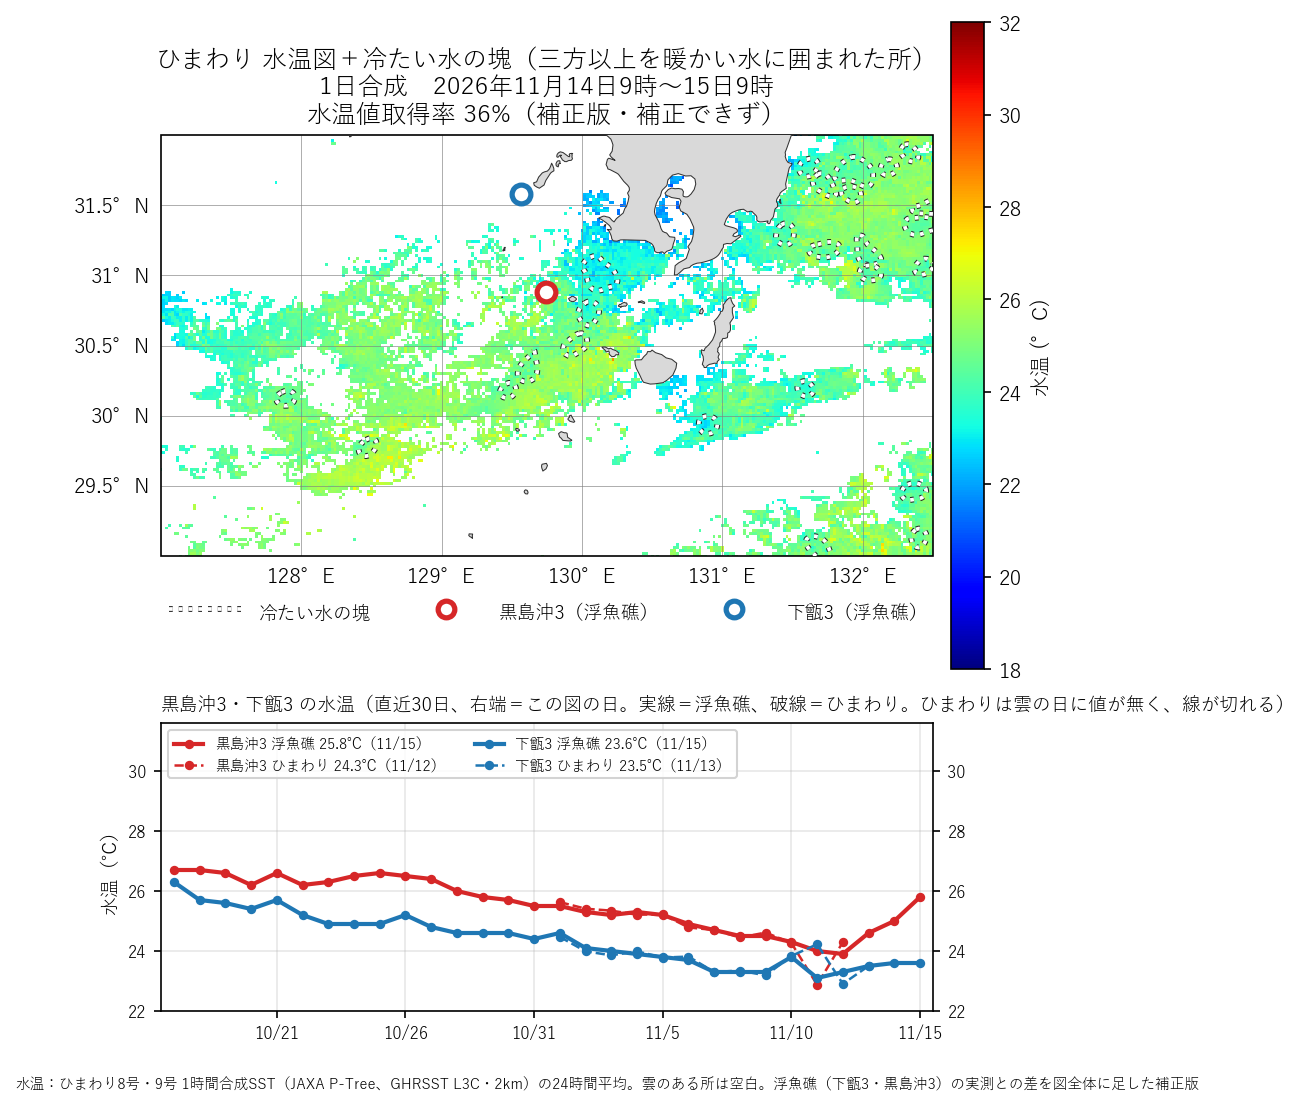 ひまわり 水温図＋冷たい水の塊（三方以上を暖かい水に囲まれた所）
1日合成　2026年11月14日9時～15日9時
水温値取得率 36%（補正版・補正できず）
32
30
28
26
24
22
20
18
水温（° C）
31.5° N
31° N
30.5° N
30° N
29.5° N
128° E
129° E
130° E
131° E
132° E
冷たい水の塊
黒島沖3（浮魚礁）
下甑3（浮魚礁）
黒島沖3・下甑3 の水温（直近30日、右端＝この図の日。実線＝浮魚礁、破線＝ひまわり。ひまわりは雲の日に値が無く、線が切れる）
黒島沖3 浮魚礁 25.8℃（11/15）
黒島沖3 ひまわり 24.3℃（11/12）
下甑3 浮魚礁 23.6℃（11/15）
下甑3 ひまわり 23.5℃（11/13）
水温（℃）
30
28
26
24
22
30
28
26
24
22
10/21
10/26
10/31
11/5
11/10
11/15
水温：ひまわり8号・9号 1時間合成SST（JAXA P-Tree、GHRSST L3C・2km）の24時間平均。雲のある所は空白。浮魚礁（下甑3・黒島沖3）の実測との差を図全体に足した補正版